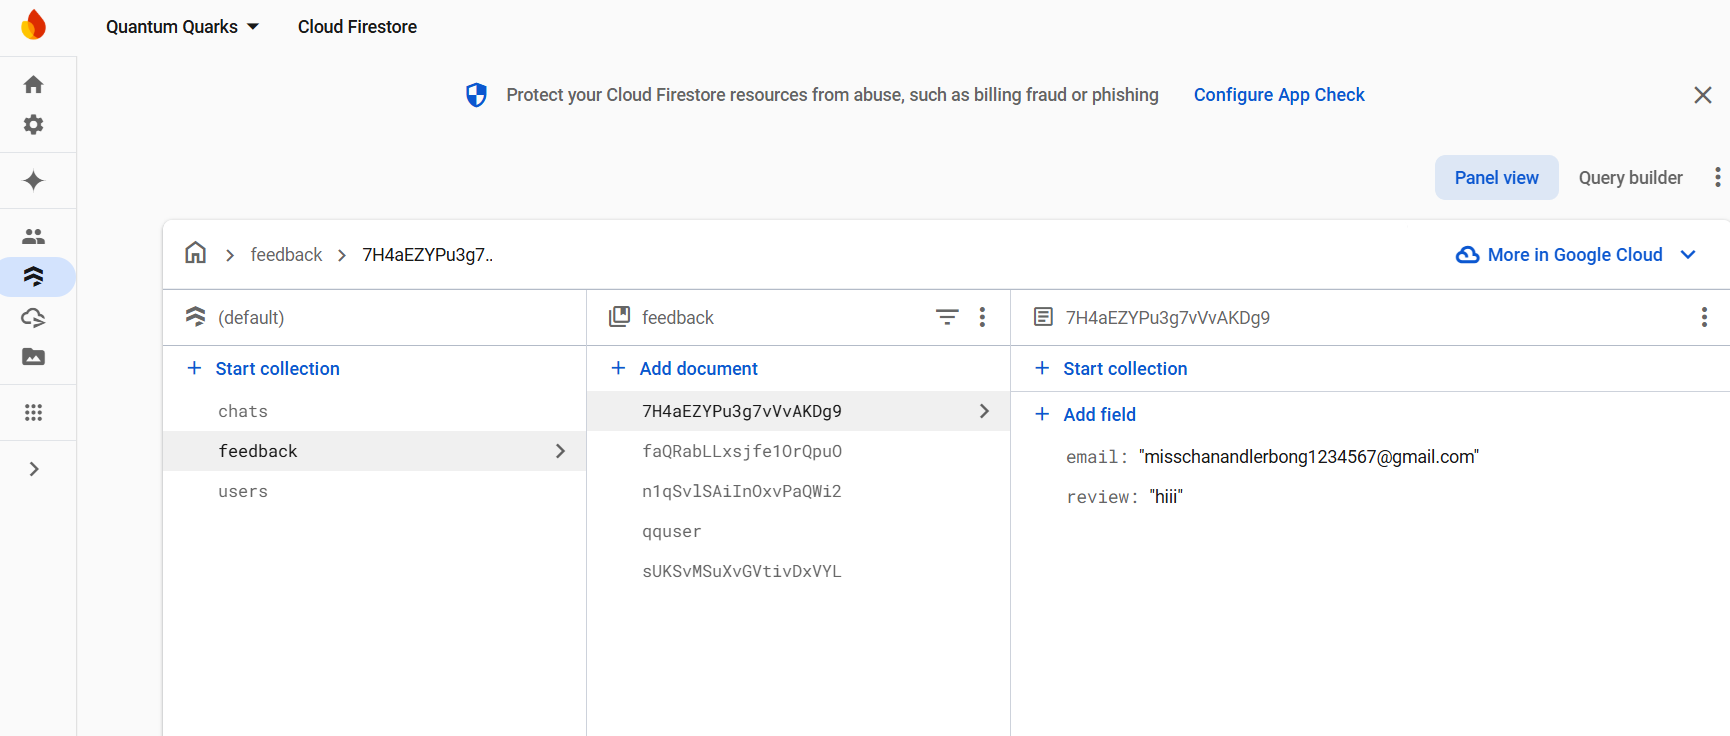 Quantum Quarks
Cloud Firestore
Protect your Cloud Firestore resources from abuse, such as billing fraud or phishing
Configure App Check
Panel view
Query builder
feedback
7H4aEZYPu3g7..
More in Google Cloud
(default)
feedback
7H4aEZYPu3g7vVvAKDg9
Start collection
Add document
Start collection
chats
7H4aEZYPu3g7vVvAKDg9
Add field
feedback
faQRabLLxsjfe1OrQpuO
email: "misschanandlerbong1234567@gmail.com"
users
n1qSvlSAiInOxvPaQWi2
review: "hiii"
qquser
sUKSvMSuXvGVtivDxVYL